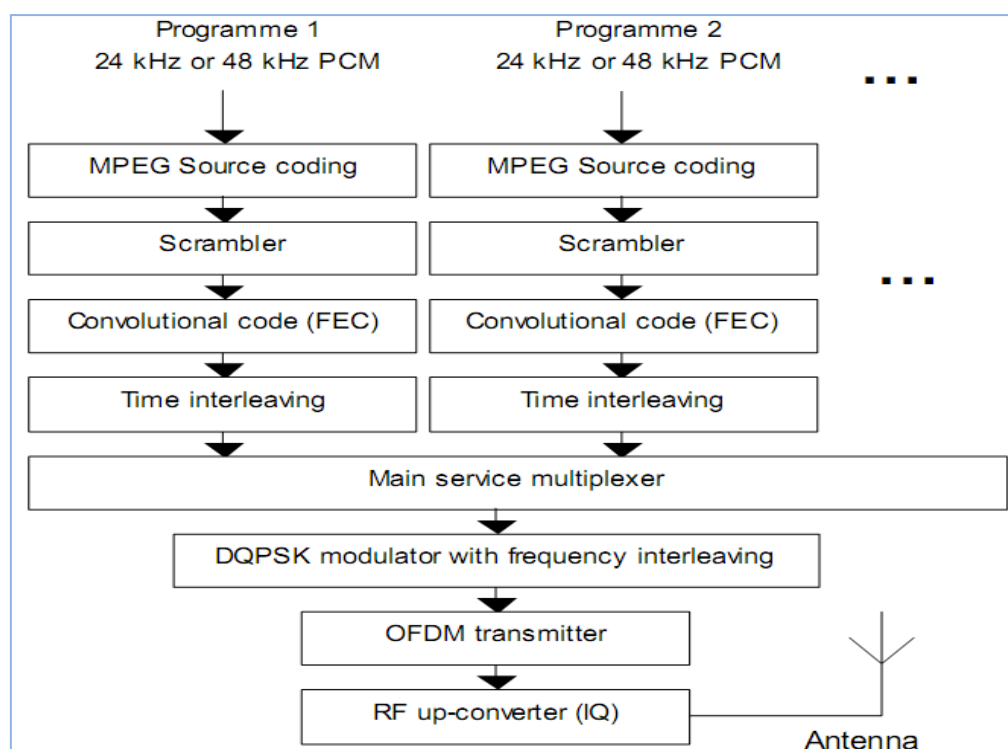 Programme 1
24 kHz or 48 kHz PCM
Programme 2
24 kHz or 48 kHz PCM
...
MPEG Source coding
MPEG Source coding
Scrambler
Scrambler
...
Convolutional code (FEC)
Convolutional code (FEC)
Time interleaving
Time interleaving
Main service multiplexer
DQPSK modulator with frequency interleaving
OFDM transmitter
RF up-converter (IQ)
Antenna